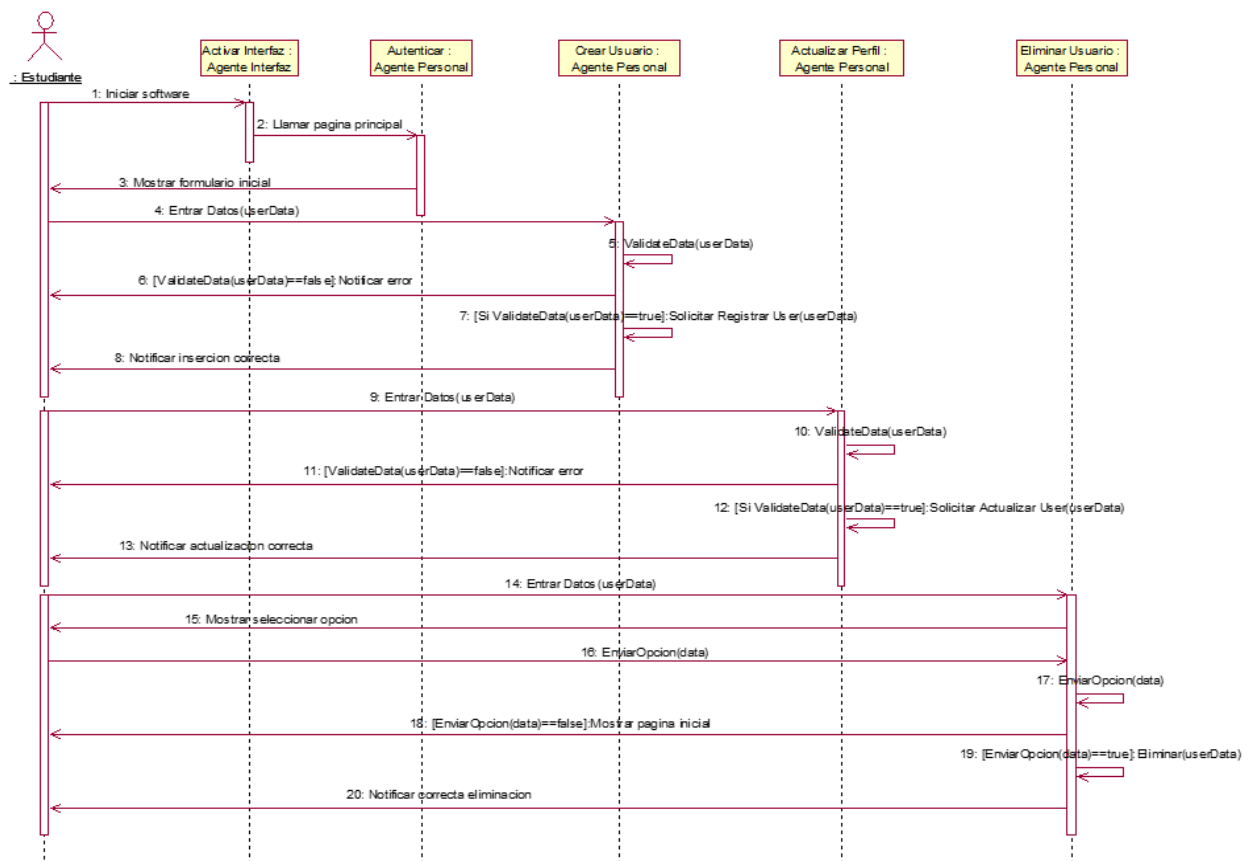 Activar Interfaz :
Agente Interfaz
Autenticar :
Agente Personal
Crear Usuario :
Agente Personal
Actualizar Perfil :
Agente Personal
Eliminar Usuario :
Agente Personal
: Estudiante
1: Iniciar software
2: Llamar pagina principal
3: Mostrar formulario inicial
4: Entrar Datos(userData)
5: ValidateData(userData)
6: [ValidateData(userData)==false]:Notificar error
7: [Si ValidateData(userData)==true]:Solicitar Registrar User(userData)
8: Notificar insercion correcta
9: Entrar Datos(userData)
10: ValidateData(userData)
11: [ValidateData(userData)==false]:Notificar error
12: [Si ValidateData(userData)==true]:Solicitar Actualizar User(userData)
13: Notificar actualizacion correcta
14: Entrar Datos(userData)
15: Mostrar seleccionar opcion
16: EnviarOpcion(data)
17: EnviarOpcion(data)
18: [EnviarOpcion(data)==false]:Mostrar pagina inicial
19: [EnviarOpcion(data)==true]:Eliminar(userData)
20: Notificar correcta eliminacion